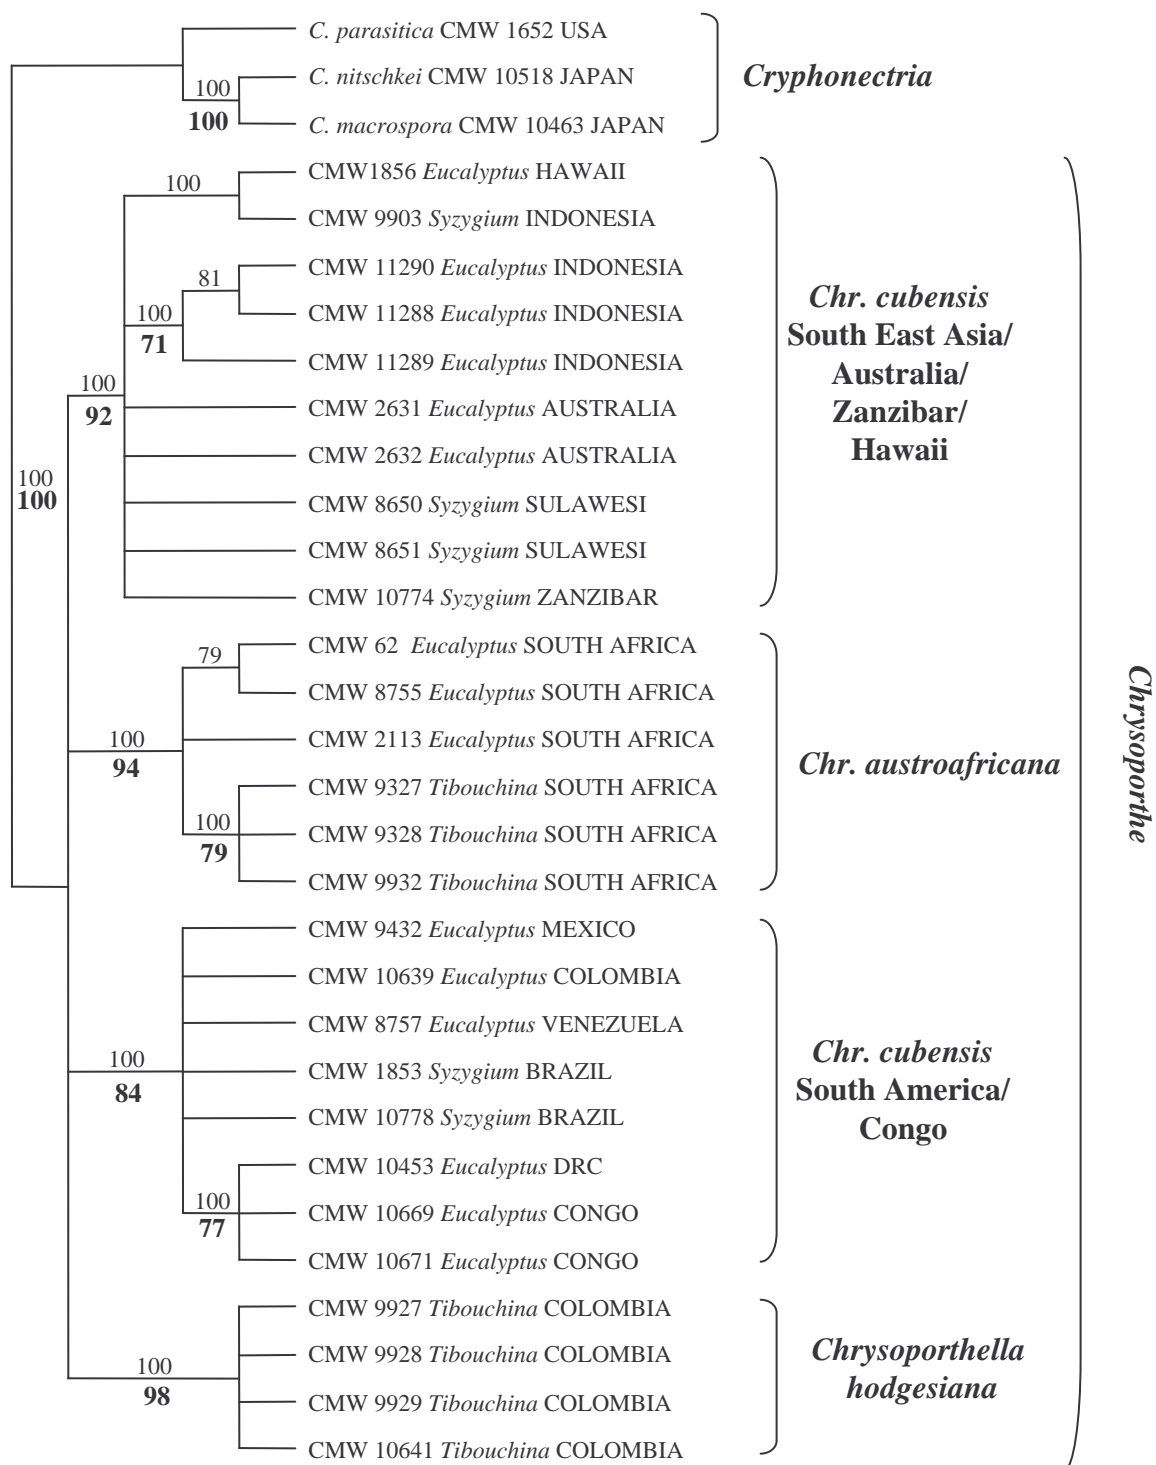 C. parasitica CMW 1652 USA
C. nitschkei CMW 10518 JAPAN
100
100
C. macrospora CMW 10463 JAPAN
Cryphonectria
CMW1856 Eucalyptus HAWAII
100
CMW 9903 Syzygium INDONESIA
CMW 11290 Eucalyptus INDONESIA
81
CMW 11288 Eucalyptus INDONESIA
100
71
CMW 11289 Eucalyptus INDONESIA
100
92
CMW 2631 Eucalyptus AUSTRALIA
CMW 2632 Eucalyptus AUSTRALIA
100
100
CMW 8650 Syzygium SULAWESI
CMW 8651 Syzygium SULAWESI
CMW 10774 Syzygium ZANZIBAR
Chr. cubensis
South East Asia/
Australia/
Zanzibar/
Hawaii
CMW 62 Eucalyptus SOUTH AFRICA
79
CMW 8755 Eucalyptus SOUTH AFRICA
100
94
CMW 2113 Eucalyptus SOUTH AFRICA
CMW 9327 Tibouchina SOUTH AFRICA
100
79
CMW 9328 Tibouchina SOUTH AFRICA
CMW 9932 Tibouchina SOUTH AFRICA
Chr. austroafricana
Chrysoporthe
CMW 9432 Eucalyptus MEXICO
CMW 10639 Eucalyptus COLOMBIA
CMW 8757 Eucalyptus VENEZUELA
100
84
CMW 1853 Syzygium BRAZIL
CMW 10778 Syzygium BRAZIL
CMW 10453 Eucalyptus DRC
100
77
CMW 10669 Eucalyptus CONGO
CMW 10671 Eucalyptus CONGO
Chr. cubensis
South America/
Congo
CMW 9927 Tibouchina COLOMBIA
CMW 9928 Tibouchina COLOMBIA
100
98
CMW 9929 Tibouchina COLOMBIA
CMW 10641 Tibouchina COLOMBIA
Chrysoporthella
hodgesiana